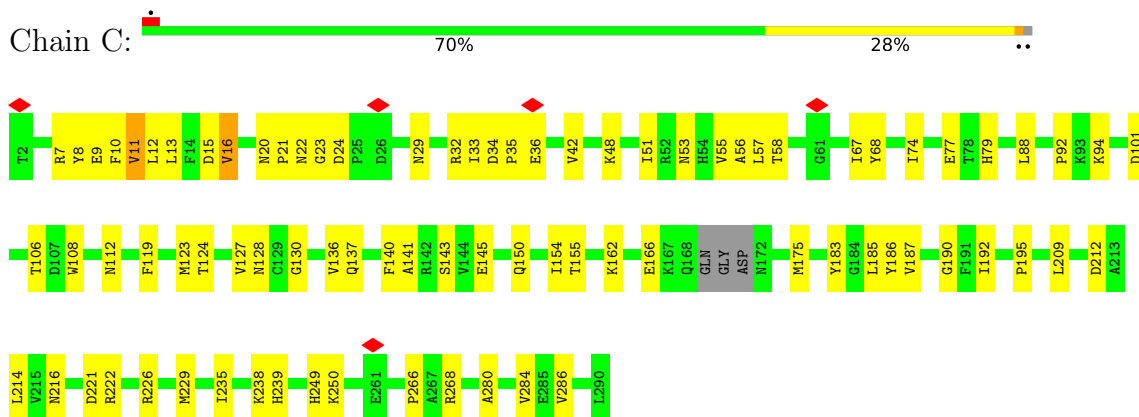 Chain C:
70% 28%
T2 R7 Y8 E9 F10 V11 L12 L13 F14 D15 V16 N20 P21 N22 G23 D24 P25 D26 N29 R32 I33 D34 P35 E36 V42 K48 I51 R52 N53 H54 V55 A56 L57 T58 G61 I67 Y68 I74 E77 T78 H79 L88 P92 K93 K94 D101
T106 D107 W108 N112 F119 M123 T124 V127 N128 C129 G130 V136 Q137 F140 A141 R142 S143 V144 E145 Q150 I154 T155 K162 E166 K167 Q168 GLN GLY ASP N172 M175 Y183 G184 L185 Y186 V187 G190 F191 I192 P195 L209 D212 A213
L214 V215 N216 D221 R222 R226 M229 I235 K238 H239 H249 K250 E261 P266 A267 R268 A280 V284 E285 V286 L290